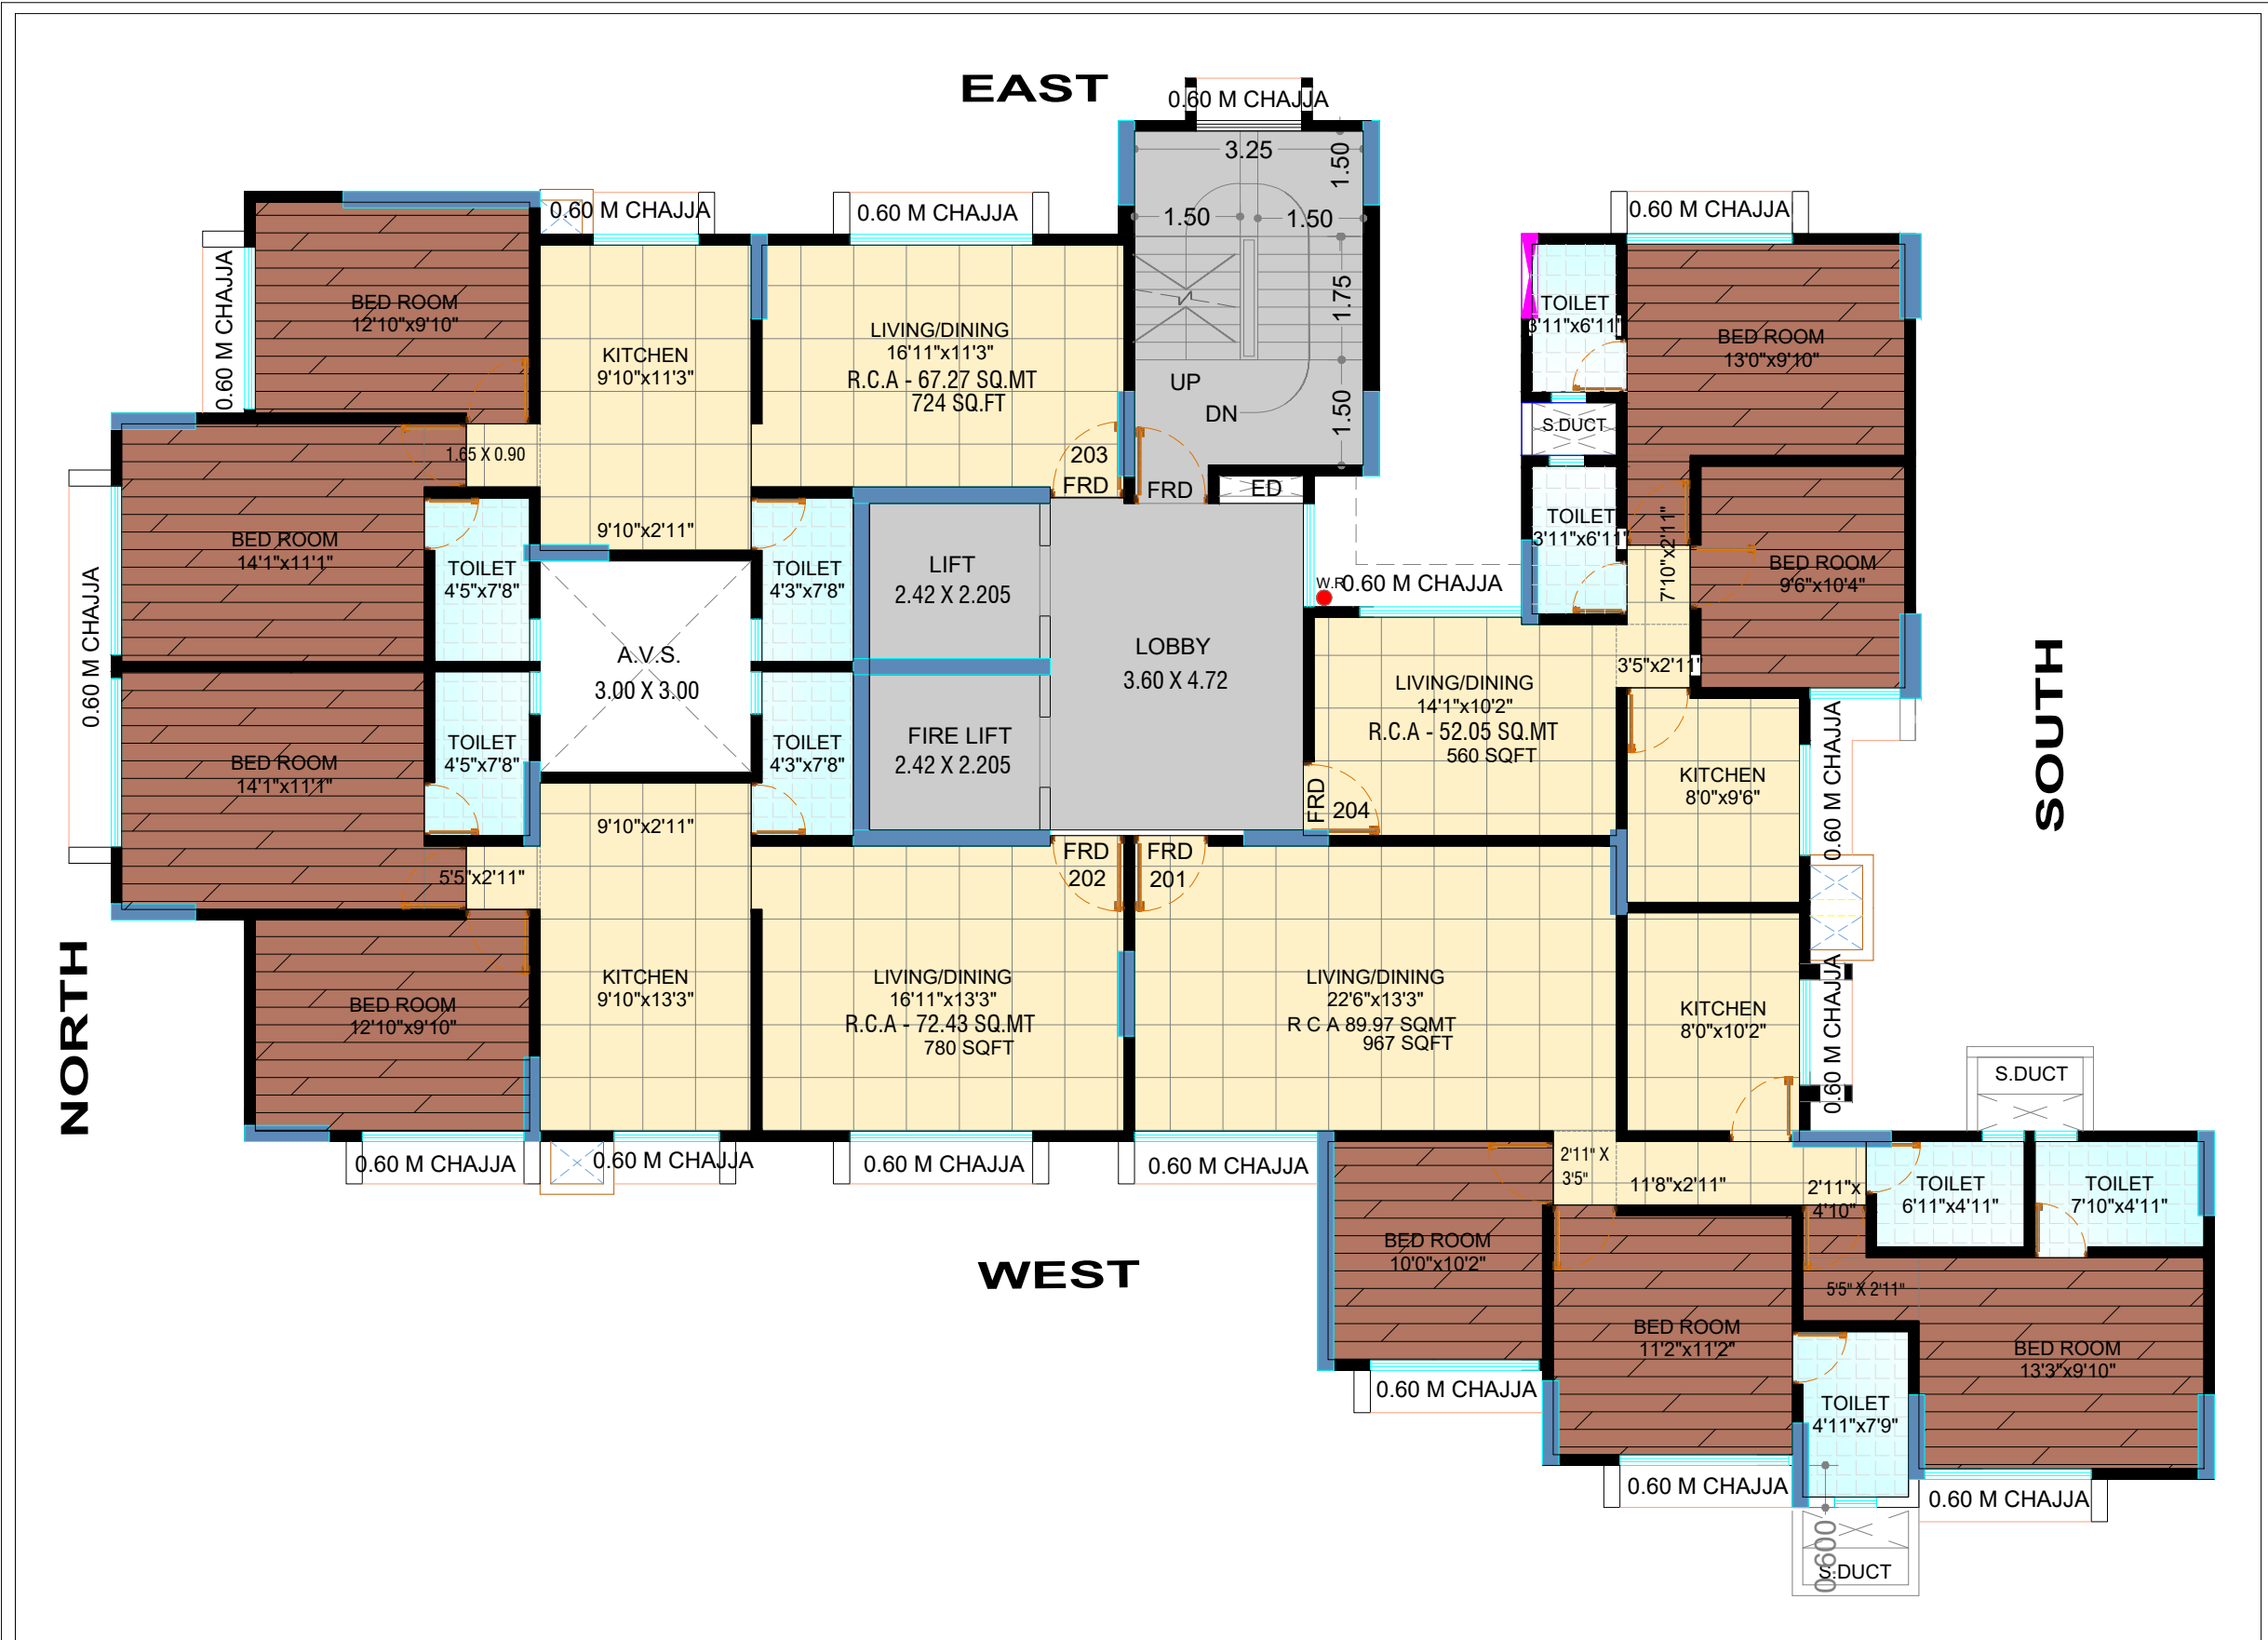 EAST
0.60 M CHAJJA
3.25
1.50
1.50
1.50
1.75
1.50
UP
DN
0.60 M CHAJJA
0.60 M CHAJJA
0.60 M CHAJJA
0.60 M CHAJJA
BED ROOM
12'10"x9'10"
KITCHEN
9'10"x11'3"
LIVING/DINING
16'11"x11'3"
R.C.A - 67.27 SQ.MT
724 SQ.FT
203
FRD
FRD
ED
TOILET
3'11"x6'11"
BED ROOM
13'0"x9'10"
S.DUCT
1.65 X 0.90
9'10"x2'11"
BED ROOM
14'1"x11'1"
TOILET
4'5"x7'8"
TOILET
4'3"x7'8"
LIFT
2.42 X 2.205
TOILET
3'11"x6'11"
7'10"x2'11"
BED ROOM
9'6"x10'4"
W.R
0.60 M CHAJJA
0.60 M CHAJJA
A.V.S.
3.00 X 3.00
LOBBY
3.60 X 4.72
3'5"x2'11"
LIVING/DINING
14'1"x10'2"
R.C.A - 52.05 SQ.MT
560 SQFT
SOUTH
BED ROOM
14'1"x11'1"
TOILET
4'5"x7'8"
TOILET
4'3"x7'8"
FIRE LIFT
2.42 X 2.205
FRD
204
KITCHEN
8'0"x9'6"
0.60 M CHAJJA
9'10"x2'11"
5'5"x2'11"
FRD
202
FRD
201
NORTH
BED ROOM
12'10"x9'10"
KITCHEN
9'10"x13'3"
LIVING/DINING
16'11"x13'3"
R.C.A - 72.43 SQ.MT
780 SQFT
LIVING/DINING
22'6"x13'3"
R C A 89.97 SQMT
967 SQFT
KITCHEN
8'0"x10'2"
0.60 M CHAJJA
S.DUCT
0.60 M CHAJJA
0.60 M CHAJJA
0.60 M CHAJJA
0.60 M CHAJJA
2'11" X
3'5"
11'8"x2'11"
2'11"x
4'10"
TOILET
6'11"x4'11"
TOILET
7'10"x4'11"
WEST
BED ROOM
10'0"x10'2"
5'5" X 2'11"
BED ROOM
11'2"x11'2"
BED ROOM
13'3"x9'10"
0.60 M CHAJJA
TOILET
4'11"x7'9"
0.60 M CHAJJA
0.60 M CHAJJA
0.600
S.DUCT